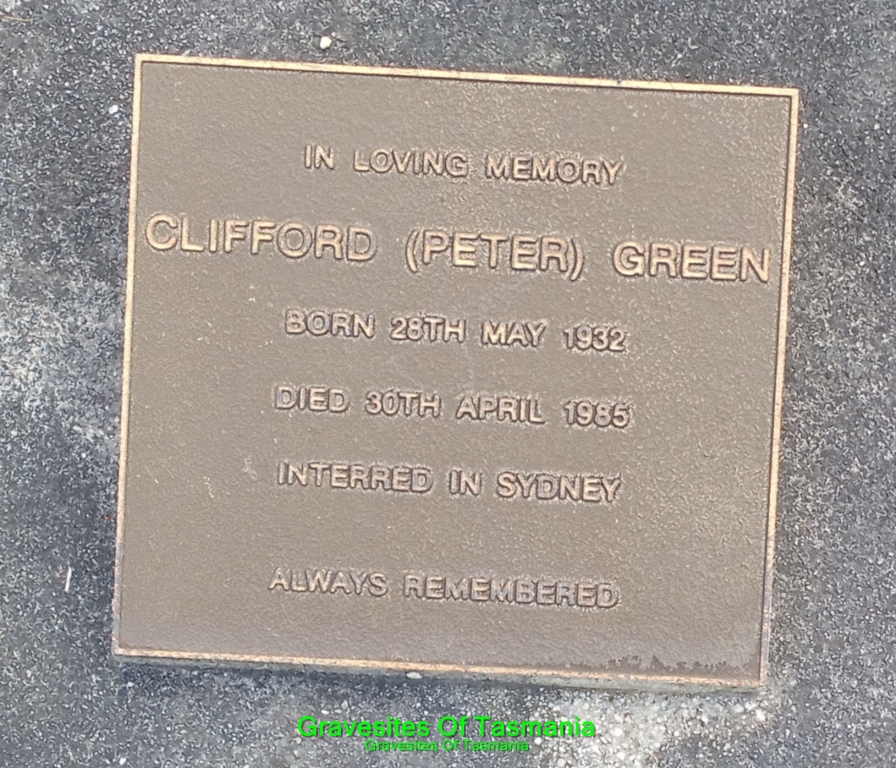 IN LOVING MEMORY
CLIFFORD (PETER) GREEN
BORN 28TH MAY 1932
DIED 30TH APRIL 1985
INTERRED IN SYDNEY
ALWAYS REMEMBERED
Gravesites Of Tasmania
Gravesites Of Tasmania